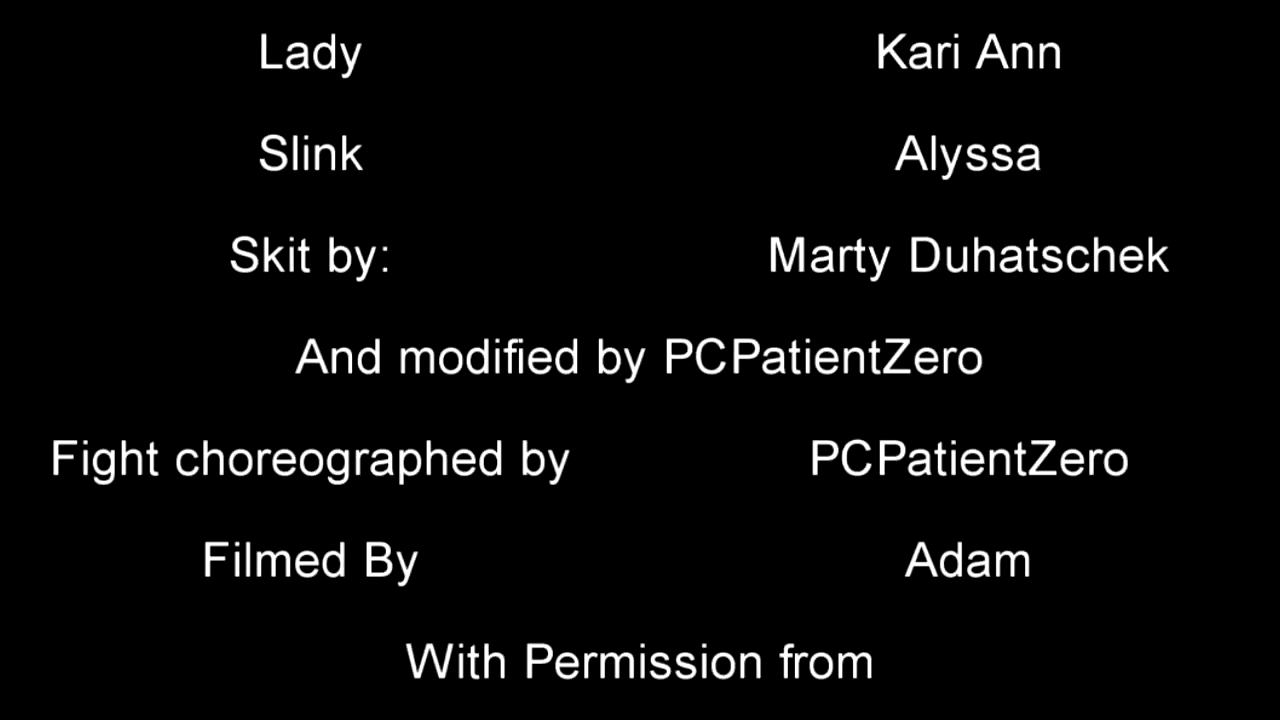 Lady Kari Ann
Slink Alyssa
Skit by: Marty Duhatschek
And modified by PCPatientZero
Fight choreographed by PCPatientZero
Filmed By Adam
With Permission from